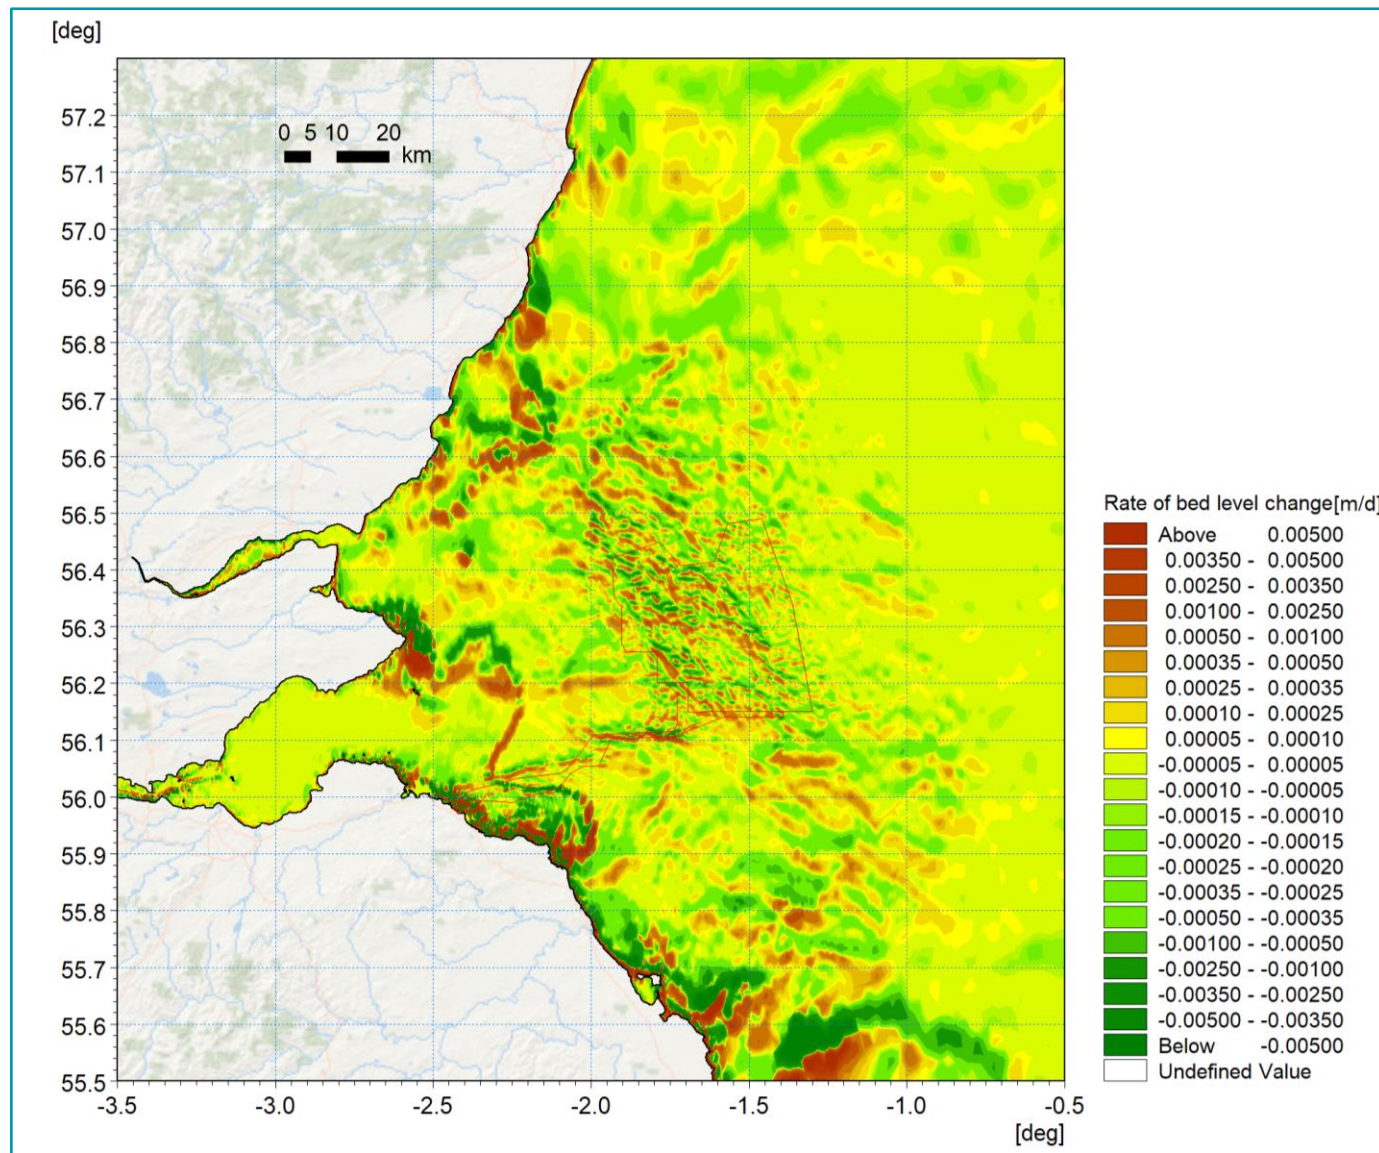 [deg]
57.2
57.1
57.0
56.9
56.8
56.7
56.6
56.5
56.4
56.3
56.2
56.1
56.0
55.9
55.8
55.7
55.6
55.5
0 5 10 20
km
-3.5 -3.0 -2.5 -2.0 -1.5 -1.0 -0.5
[deg]
Rate of bed level change[m/d]
Above 0.00500
0.00350 - 0.00500
0.00250 - 0.00350
0.00100 - 0.00250
0.00050 - 0.00100
0.00035 - 0.00050
0.00025 - 0.00035
0.00010 - 0.00025
0.00005 - 0.00010
-0.00005 - 0.00005
-0.00010 - -0.00005
-0.00015 - -0.00010
-0.00020 - -0.00015
-0.00025 - -0.00020
-0.00035 - -0.00025
-0.00050 - -0.00035
-0.00100 - -0.00050
-0.00250 - -0.00100
-0.00350 - -0.00250
-0.00500 - -0.00350
Below -0.00500
Undefined Value